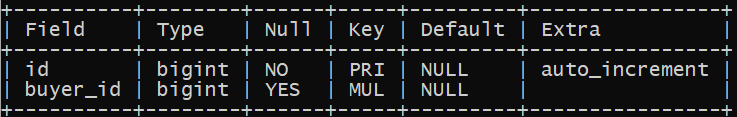 +----------+--------+------+-----+---------+----------------+
| Field    | Type   | Null | Key | Default | Extra          |
+----------+--------+------+-----+---------+----------------+
| id       | bigint | NO   | PRI | NULL    | auto_increment |
| buyer_id | bigint | YES  | MUL | NULL    |                |
+----------+--------+------+-----+---------+----------------+